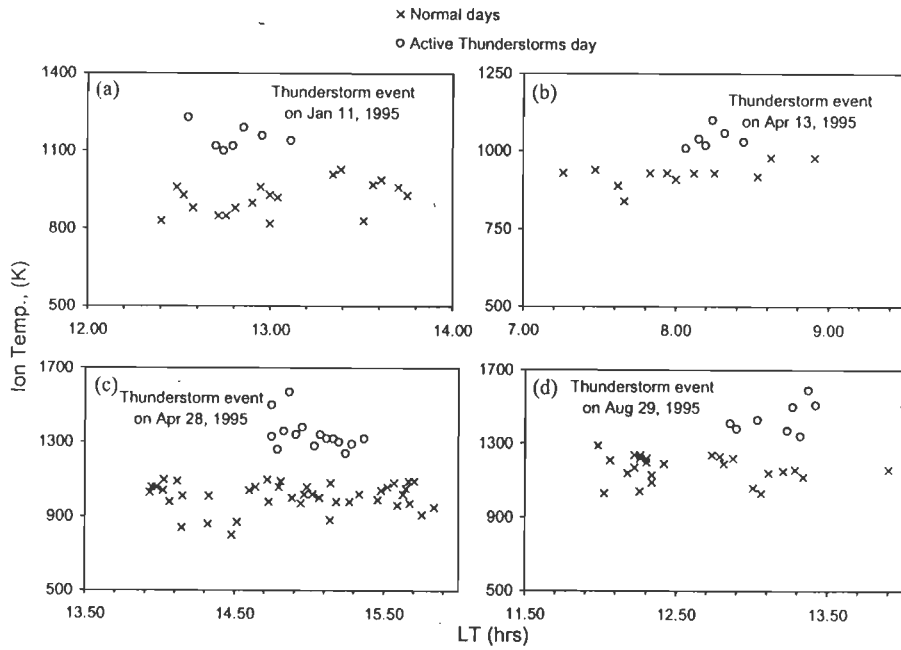 × Normal days
o Active Thunderstorms day
1400
1100
800
500
(a)
Thunderstorm event
on Jan 11, 1995
12.00
13.00
14.00
1250
1000
750
500
(b)
Thunderstorm event
on Apr 13, 1995
7.00
8.00
9.00
Ion Temp., (K)
1700
1300
900
500
(c)
Thunderstorm event
on Apr 28, 1995
13.50
14.50
15.50
1700
1300
900
500
(d)
Thunderstorm event
on Aug 29, 1995
11.50
12.50
13.50
LT (hrs)